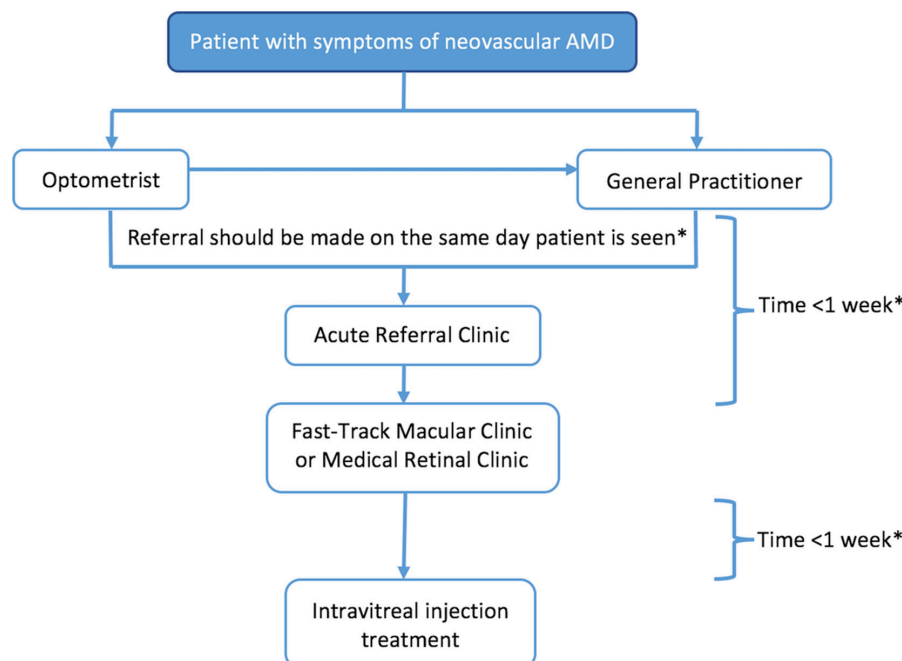 Patient with symptoms of neovascular AMD
Optometrist
General Practitioner
Referral should be made on the same day patient is seen*
Time <1 week*
Acute Referral Clinic
Fast-Track Macular Clinic
or Medical Retinal Clinic
Time <1 week*
Intravitreal injection
treatment